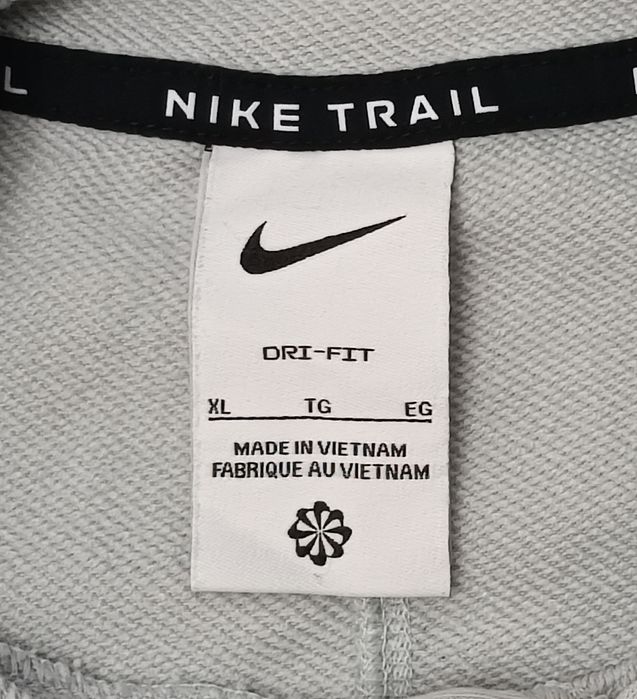 L NIKE TRAIL
DRI-FIT
XL TG EG
MADE IN VIETNAM
FABRIQUE AU VIETNAM